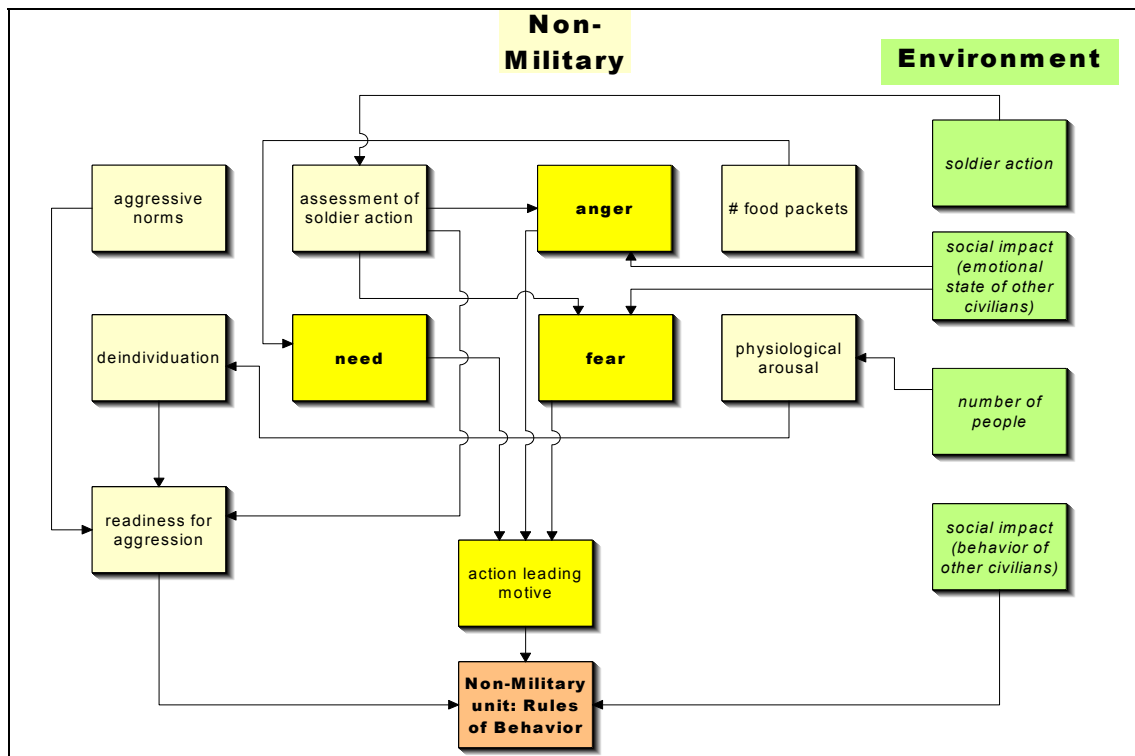 Non-
Military
Environment
soldier action
aggressive
norms
assessment of
soldier action
anger
# food packets
social impact
(emotional
state of other
civilians)
deindividuation
need
fear
physiological
arousal
number of
people
readiness for
aggression
social impact
(behavior of
other civilians)
action leading
motive
Non-Military
unit: Rules
of Behavior